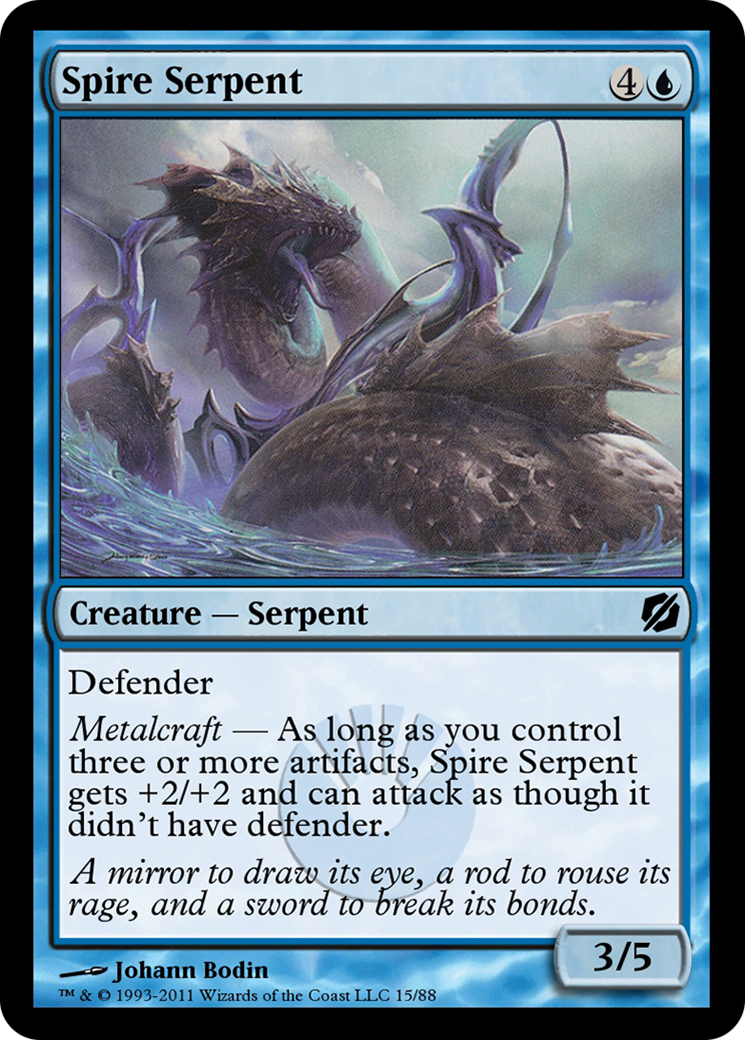 Spire Serpent 4
Creature — Serpent
Defender
Metalcraft — As long as you control
three or more artifacts, Spire Serpent
gets +2/+2 and can attack as though it
didn't have defender.
A mirror to draw its eye, a rod to rouse its
rage, and a sword to break its bonds.
3/5
Johann Bodin
™ & © 1993-2011 Wizards of the Coast LLC 15/88